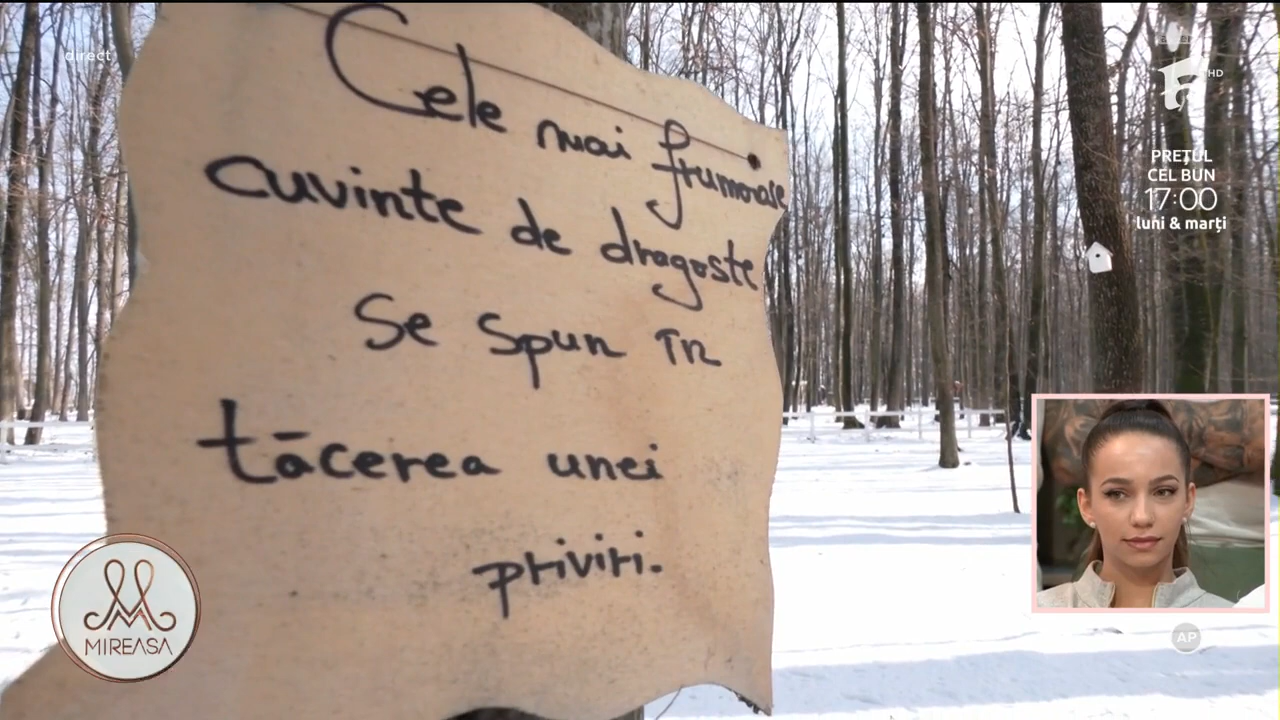 direct
HD
PREȚUL
CEL BUN
17:00
luni & marți
Cele mai frumoase
cuvinte de dragoste
se spun în
tăcerea unei
priviri.
MIREASA
AP